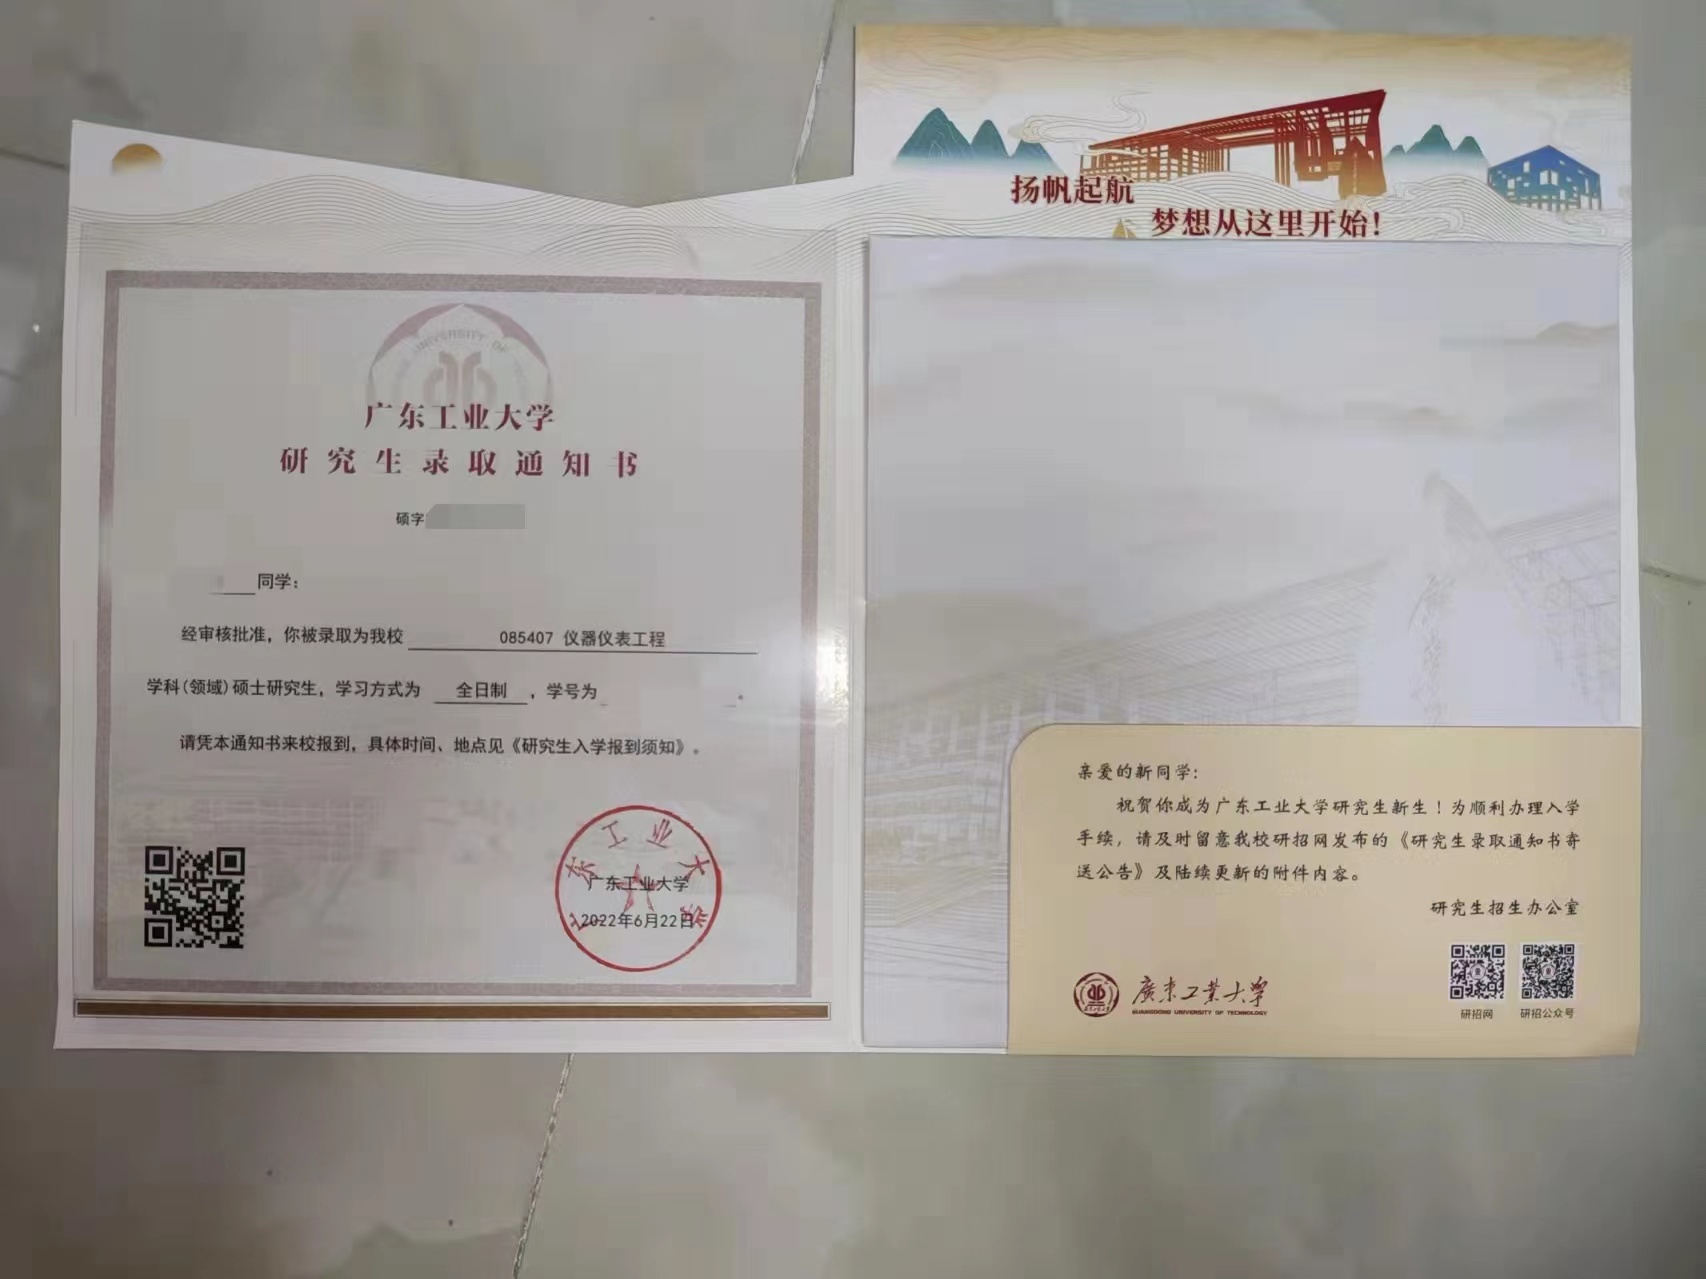 扬帆起航
梦想从这里开始!
UNIVERSITY OF
广东工业大学
研究生录取通知书
硕字
同学:
经审核批准,你被录取为我校 085407 仪器仪表工程
学科(领域)硕士研究生,学习方式为 全日制 ,学号为 。
请凭本通知书来校报到,具体时间、地点见《研究生入学报到须知》。
广东工业大学
广东工业大学
2022年6月22日
亲爱的新同学:
祝贺你成为广东工业大学研究生新生!为顺利办理入学
手续,请及时留意我校研招网发布的《研究生录取通知书寄
送公告》及陆续更新的附件内容。
研究生招生办公室
廣東工業大學
GUANGDONG UNIVERSITY OF TECHNOLOGY
研招网
研招公众号